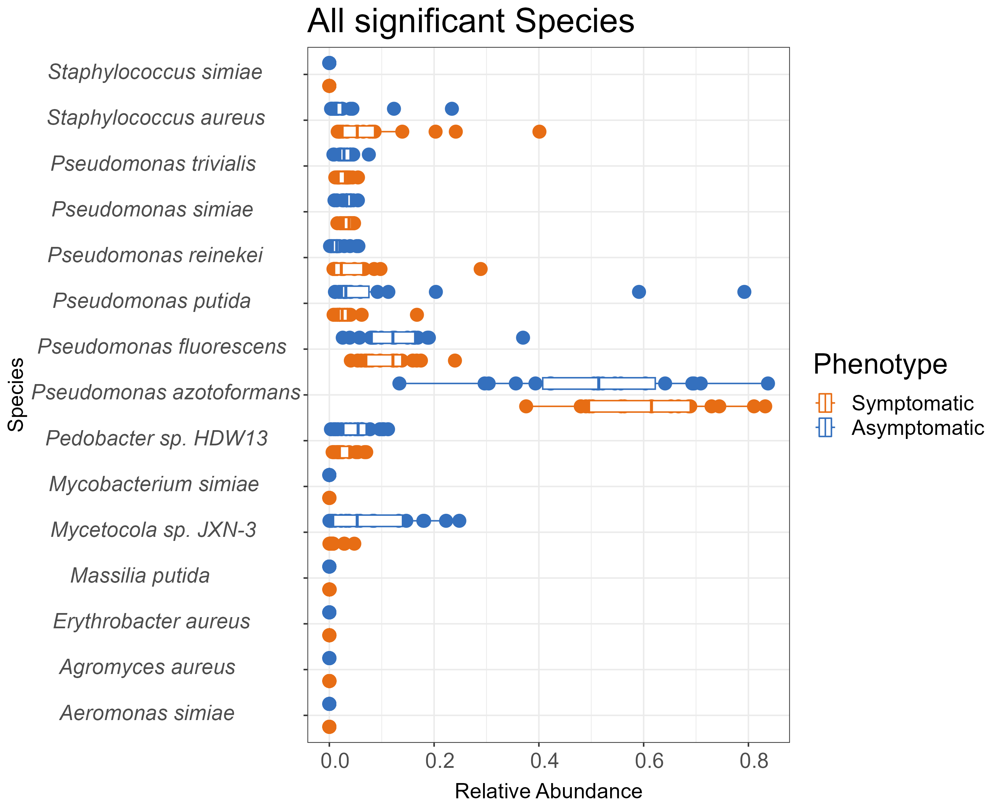 All significant Species
Staphylococcus simiae
Staphylococcus aureus
Pseudomonas trivialis
Pseudomonas simiae
Pseudomonas reinekei
Pseudomonas putida
Pseudomonas fluorescens
Pseudomonas azotoformans
Pedobacter sp. HDW13
Mycobacterium simiae
Mycetocola sp. JXN-3
Massilia putida
Erythrobacter aureus
Agromyces aureus
Aeromonas simiae
Species
0.0 0.2 0.4 0.6 0.8
Relative Abundance
Phenotype
Symptomatic
Asymptomatic